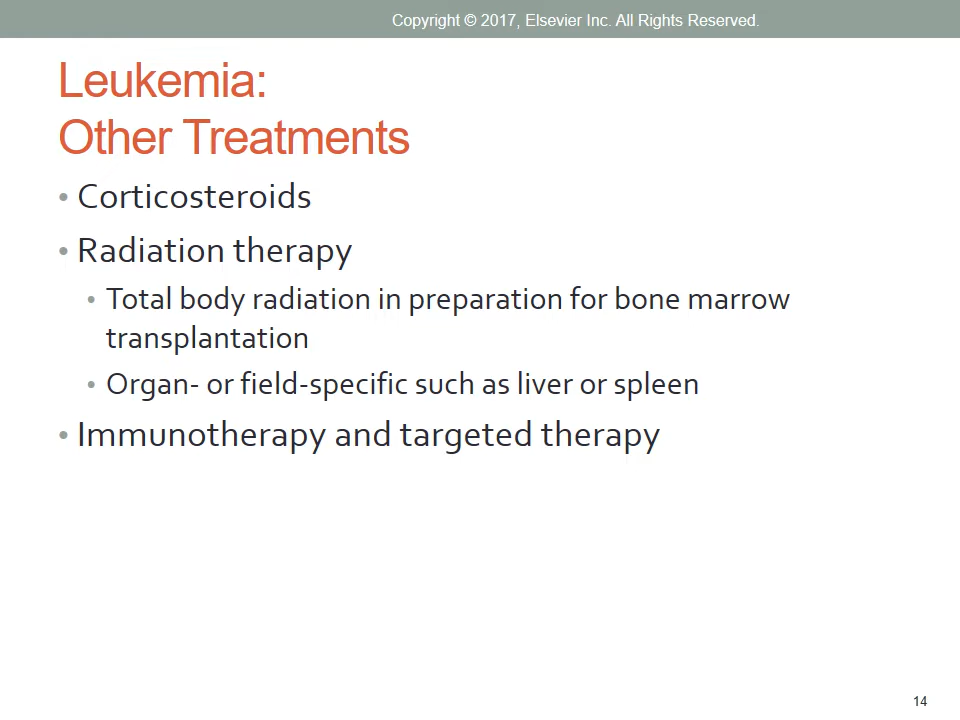 Copyright © 2017, Elsevier Inc. All Rights Reserved.
Leukemia:
Other Treatments
• Corticosteroids
• Radiation therapy
• Total body radiation in preparation for bone marrow
transplantation
• Organ- or field-specific such as liver or spleen
• Immunotherapy and targeted therapy
14